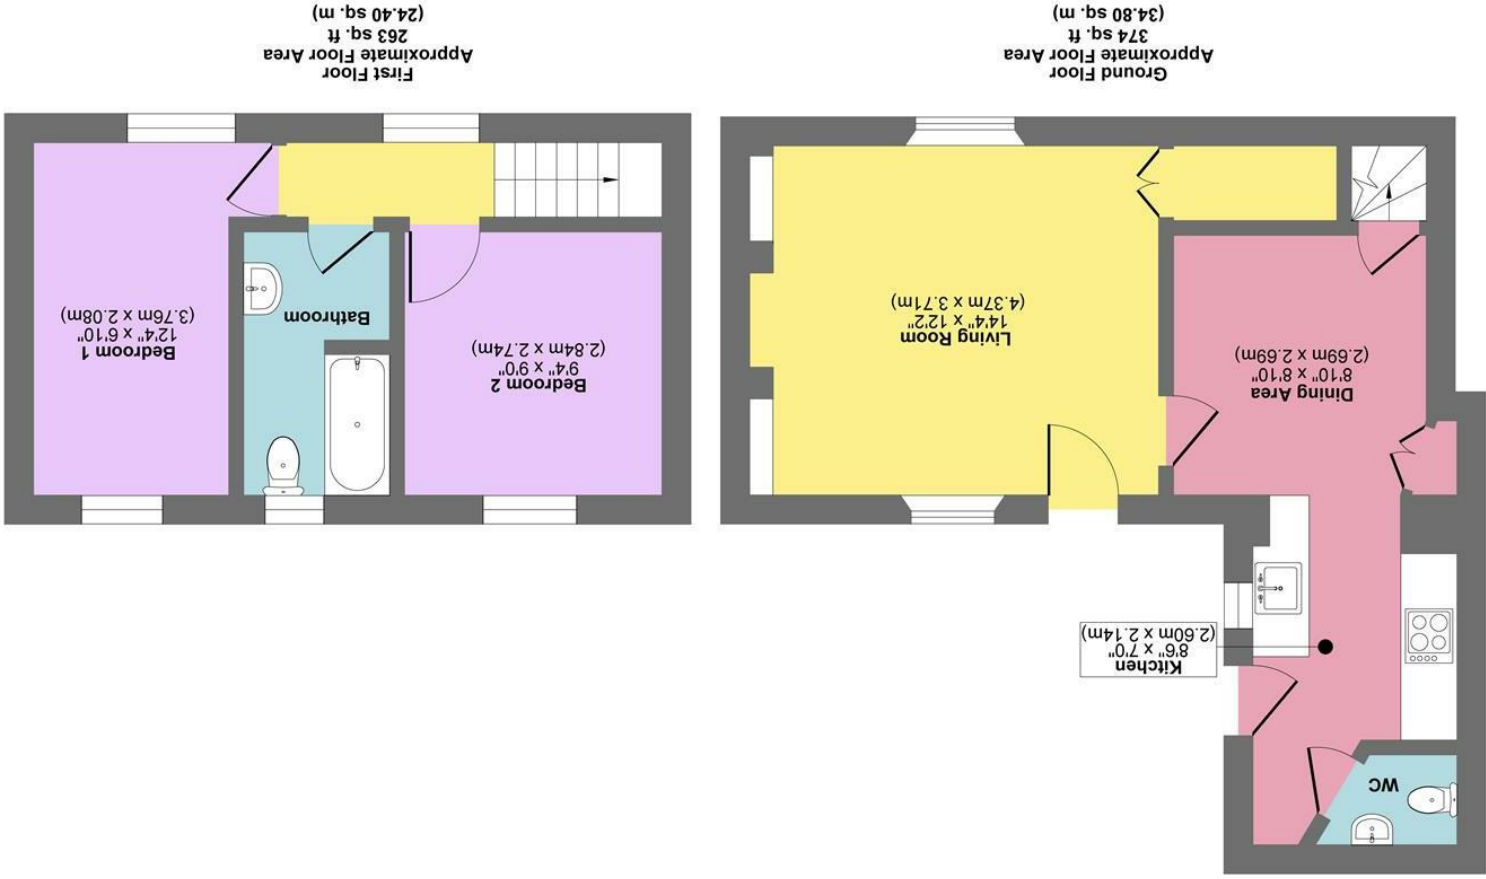 WC
Kitchen
8'6" x 7'0"
(2.60m x 2.14m)
Dining Area
8'10" x 8'10"
(2.69m x 2.69m)
Living Room
14'4" x 12'2"
(4.37m x 3.71m)
Ground Floor
Approximate Floor Area
374 sq. ft
(34.80 sq. m)
Bedroom 2
9'4" x 9'0"
(2.84m x 2.74m)
Bathroom
Bedroom 1
12'4" x 6'10"
(3.76m x 2.08m)
First Floor
Approximate Floor Area
263 sq. ft
(24.40 sq. m)